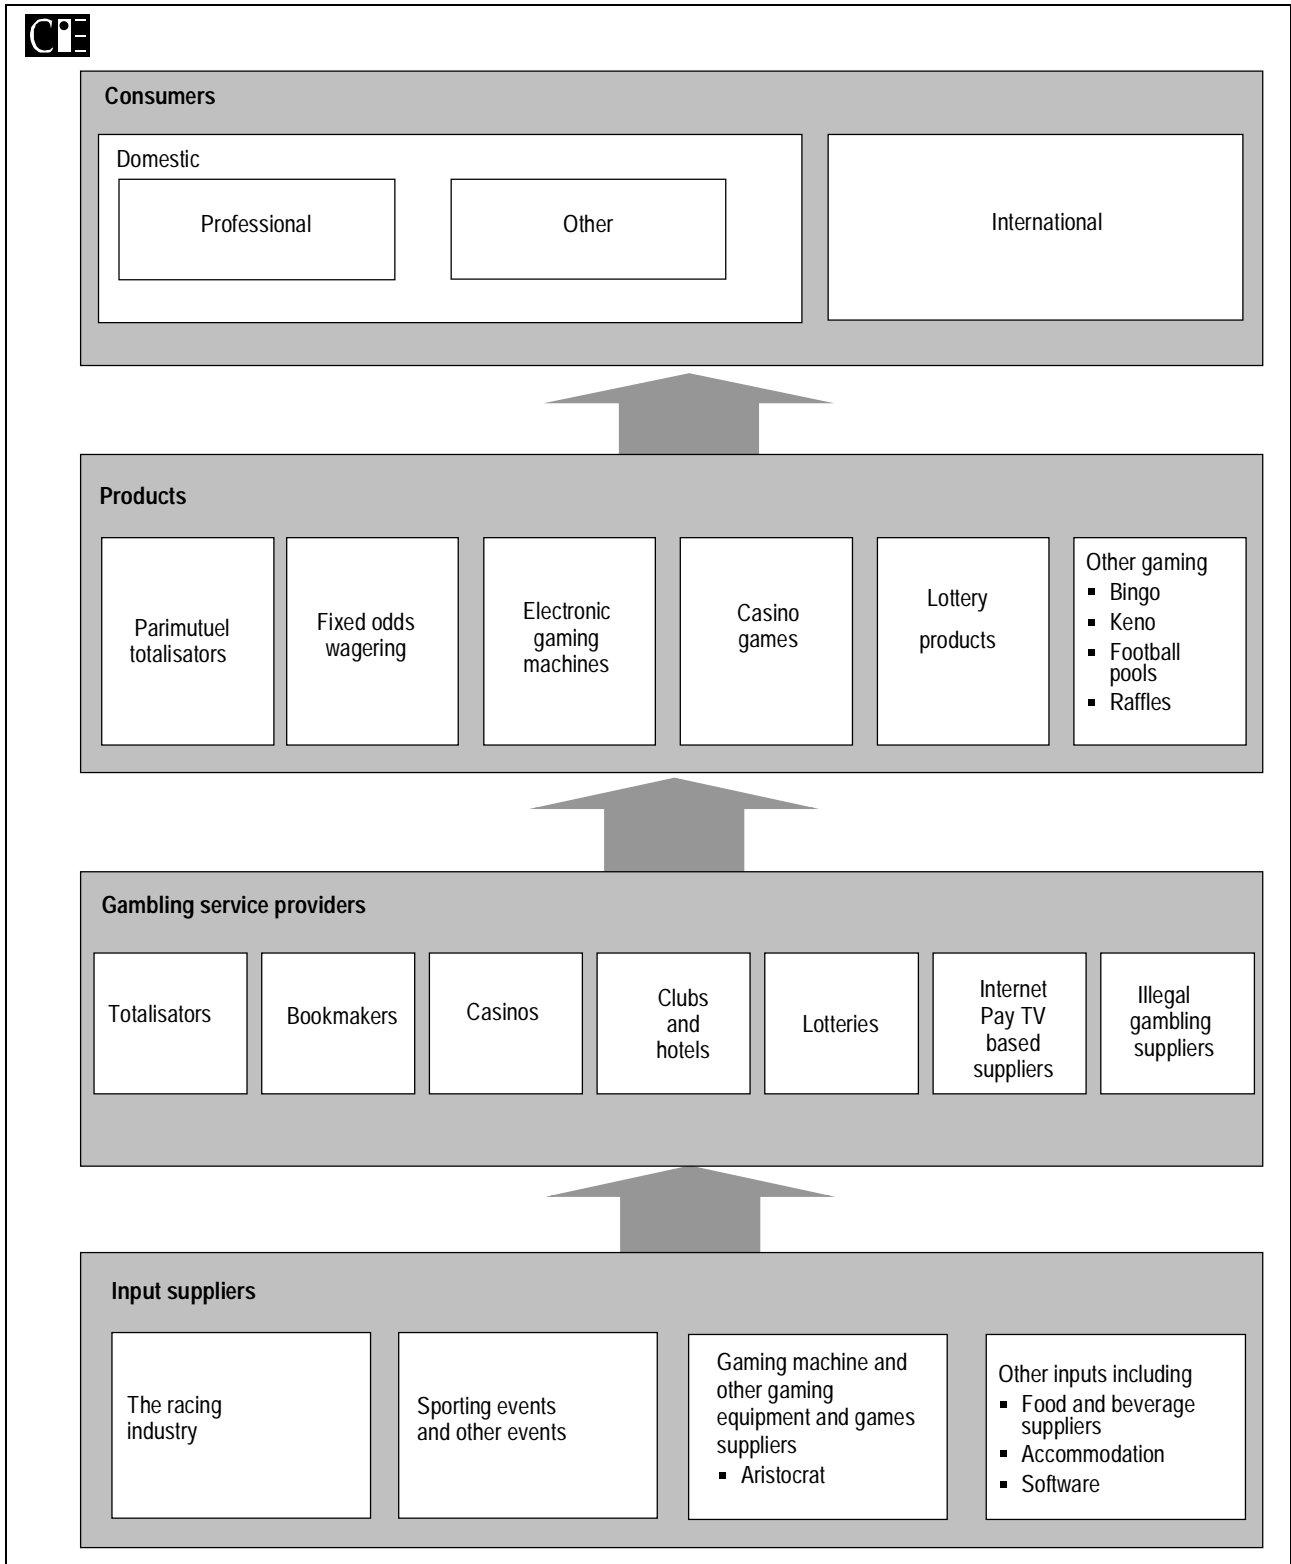 CIE
Consumers
Domestic
Professional
Other
International
Products
Parimutuel
totalisators
Fixed odds
wagering
Electronic
gaming
machines
Casino
games
Lottery
products
Other gaming
▪ Bingo
▪ Keno
▪ Football
pools
▪ Raffles
Gambling service providers
Totalisators
Bookmakers
Casinos
Clubs
and
hotels
Lotteries
Internet
Pay TV
based
suppliers
Illegal
gambling
suppliers
Input suppliers
The racing
industry
Sporting events
and other events
Gaming machine and
other gaming
equipment and games
suppliers
▪ Aristocrat
Other inputs including
▪ Food and beverage
suppliers
▪ Accommodation
▪ Software